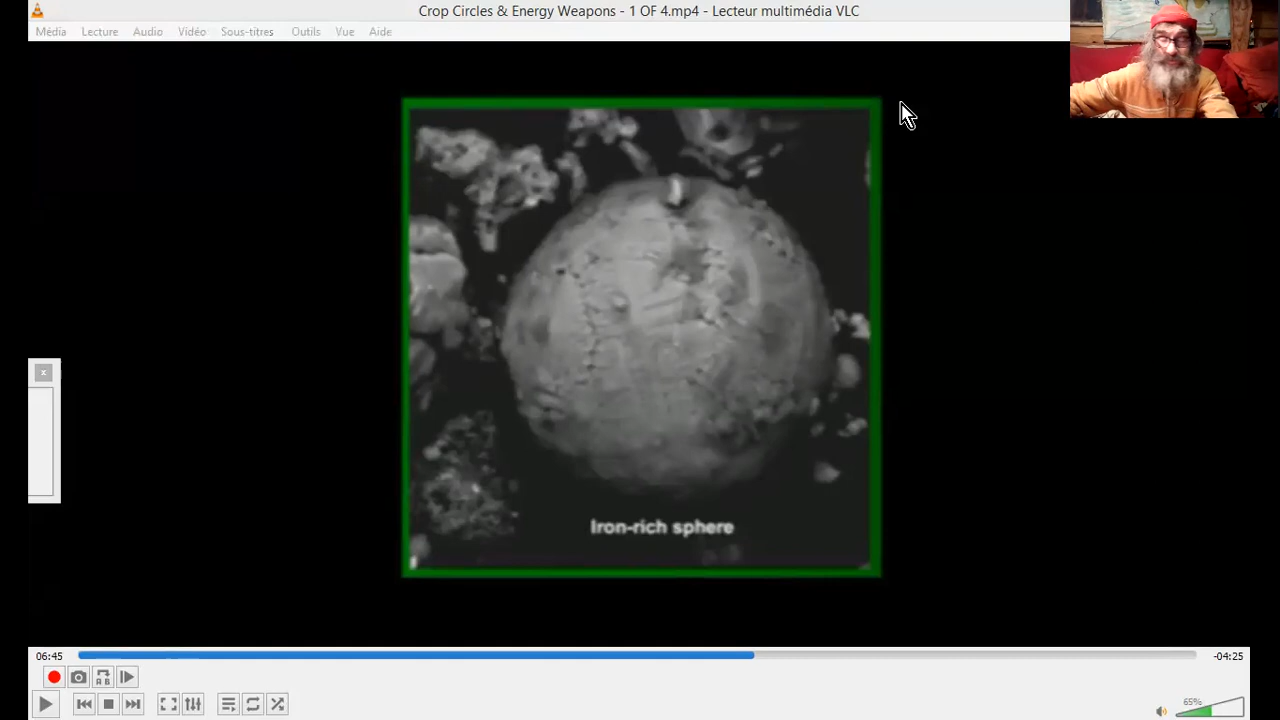 Crop Circles & Energy Weapons - 1 OF 4.mp4 - Lecteur multimédia VLC
Média Lecture Audio Vidéo Sous-titres Outils Vue Aide
x
Iron-rich sphere
06:45 -04:25
A B
65%